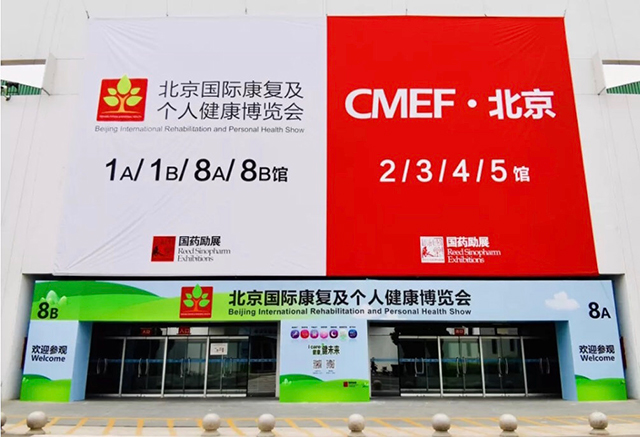 北京国际康复及
个人健康博览会
Beijing International Rehabilitation and Personal Health Show
1A/1B/8A/8B馆
国药励展
Reed Sinopharm
Exhibitions
CMEF·北京
2/3/4/5馆
国药励展
Reed Sinopharm
Exhibitions
8B
欢迎参观
Welcome
北京国际康复及个人健康博览会
Beijing International Rehabilitation and Personal Health Show
8A
欢迎参观
Welcome
i care